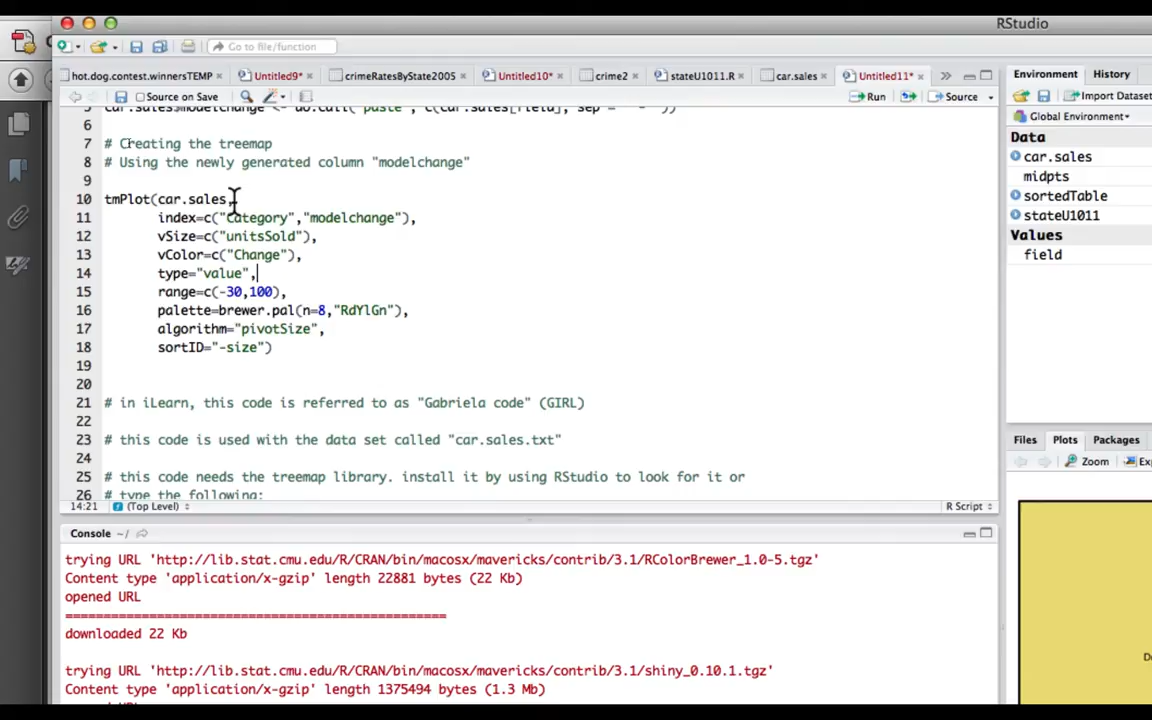 RStudio
Go to file/function
hot.dog.contest.winnersTEMP × Untitled9* × crimeRatesByState2005 × Untitled10* × crime2 × stateU1011.R × car.sales × Untitled11* × »
Source on Save Run Source
6
7 # Creating the treemap
8 # Using the newly generated column "modelchange"
9
10 tmPlot(car.sales,
11 index=c("Category","modelchange"),
12 vSize=c("unitsSold"),
13 vColor=c("Change"),
14 type="value",
15 range=c(-30,100),
16 palette=brewer.pal(n=8,"RdYlGn"),
17 algorithm="pivotSize",
18 sortID="-size")
19
20
21 # in iLearn, this code is referred to as "Gabriela code" (GIRL)
22
23 # this code is used with the data set called "car.sales.txt"
24
25 # this code needs the treemap library. install it by using RStudio to look for it or
26 # type the following:
14:21 (Top Level) R Script
Console ~/
trying URL 'http://lib.stat.cmu.edu/R/CRAN/bin/macosx/mavericks/contrib/3.1/RColorBrewer_1.0-5.tgz'
Content type 'application/x-gzip' length 22881 bytes (22 Kb)
opened URL
==================================================
downloaded 22 Kb
trying URL 'http://lib.stat.cmu.edu/R/CRAN/bin/macosx/mavericks/contrib/3.1/shiny_0.10.1.tgz'
Content type 'application/x-gzip' length 1375494 bytes (1.3 Mb)
Environment History
Import Dataset
Global Environment
Data
car.sales
midpts
sortedTable
stateU1011
Values
field
Files Plots Packages
Zoom